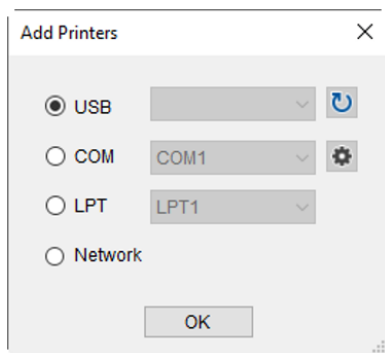 Add Printers
USB
COM COM1
LPT LPT1
Network
OK